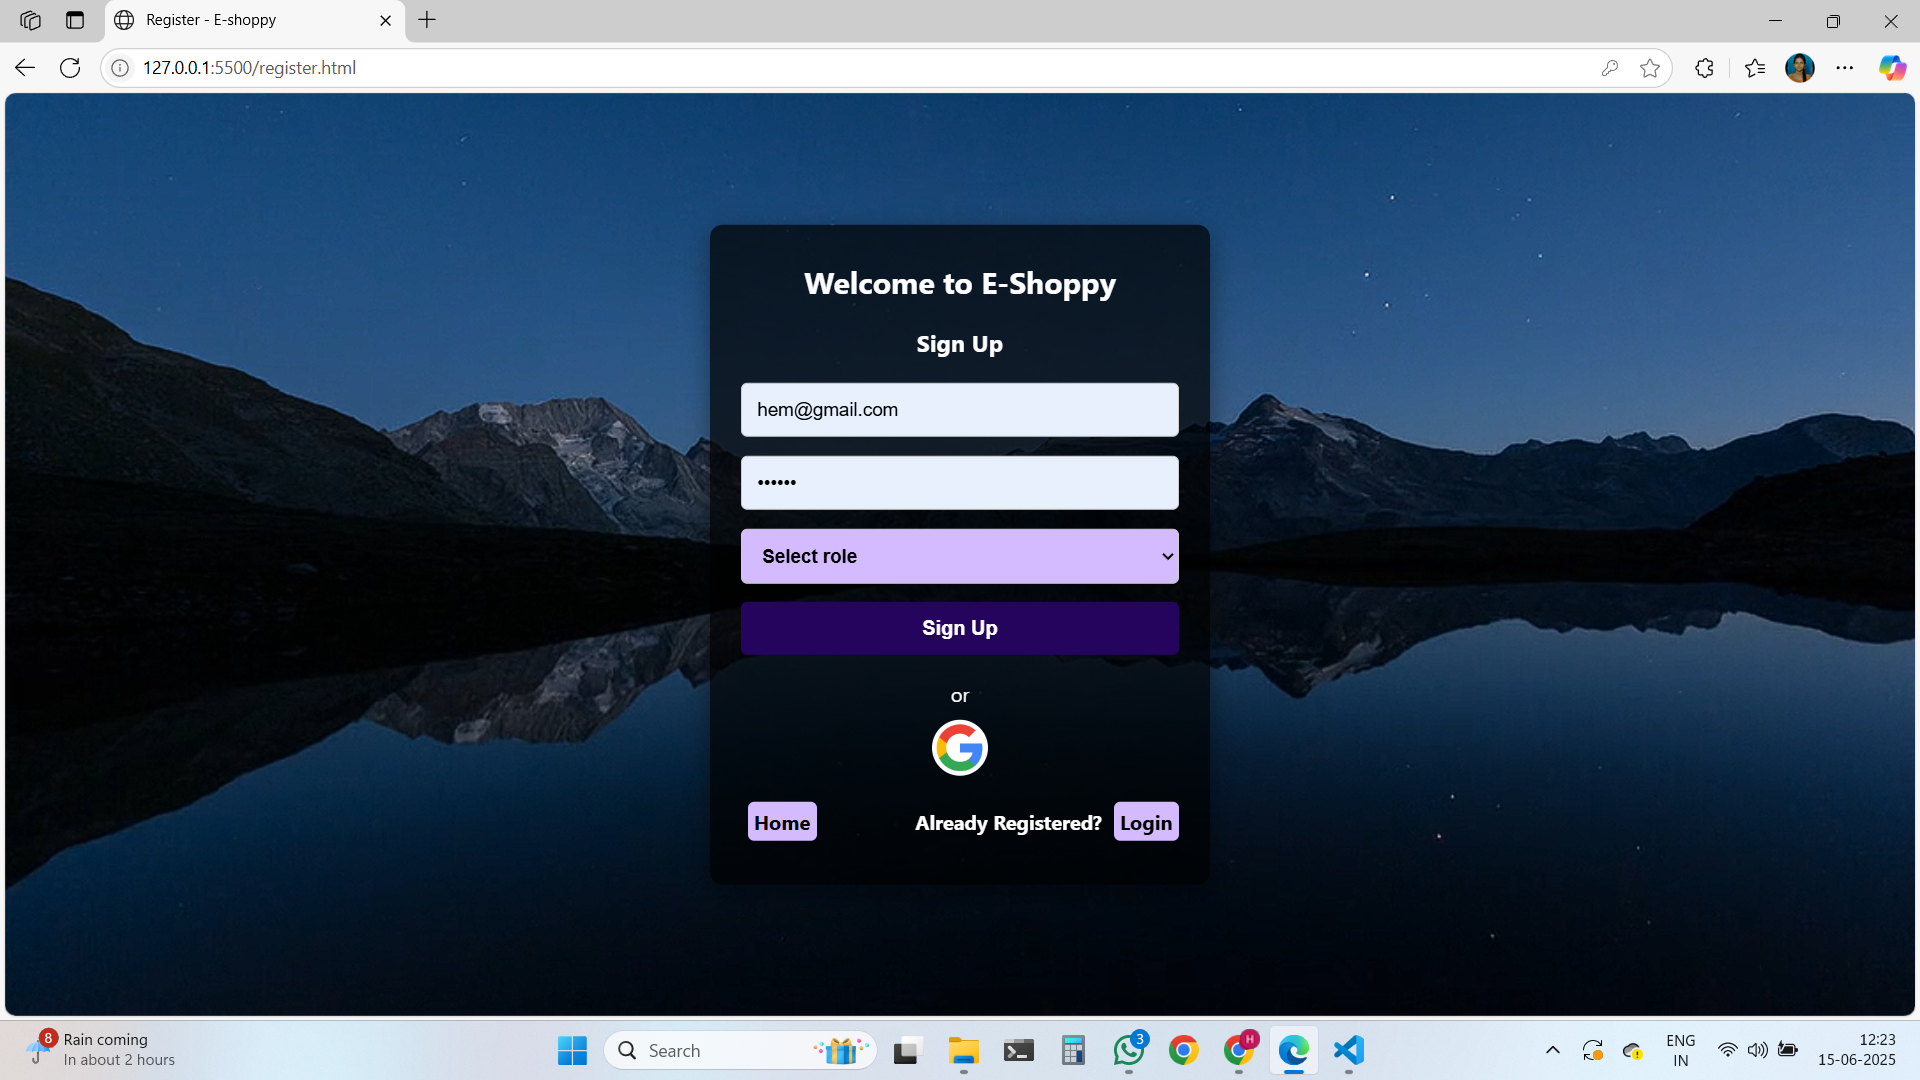 Register - E-shoppy
127.0.0.1:5500/register.html
Welcome to E-Shoppy
Sign Up
hem@gmail.com
••••••
Select role
Sign Up
or
G
Home
Already Registered?
Login
8
Rain coming
In about 2 hours
Search
3
H
ENG
IN
12:23
15-06-2025